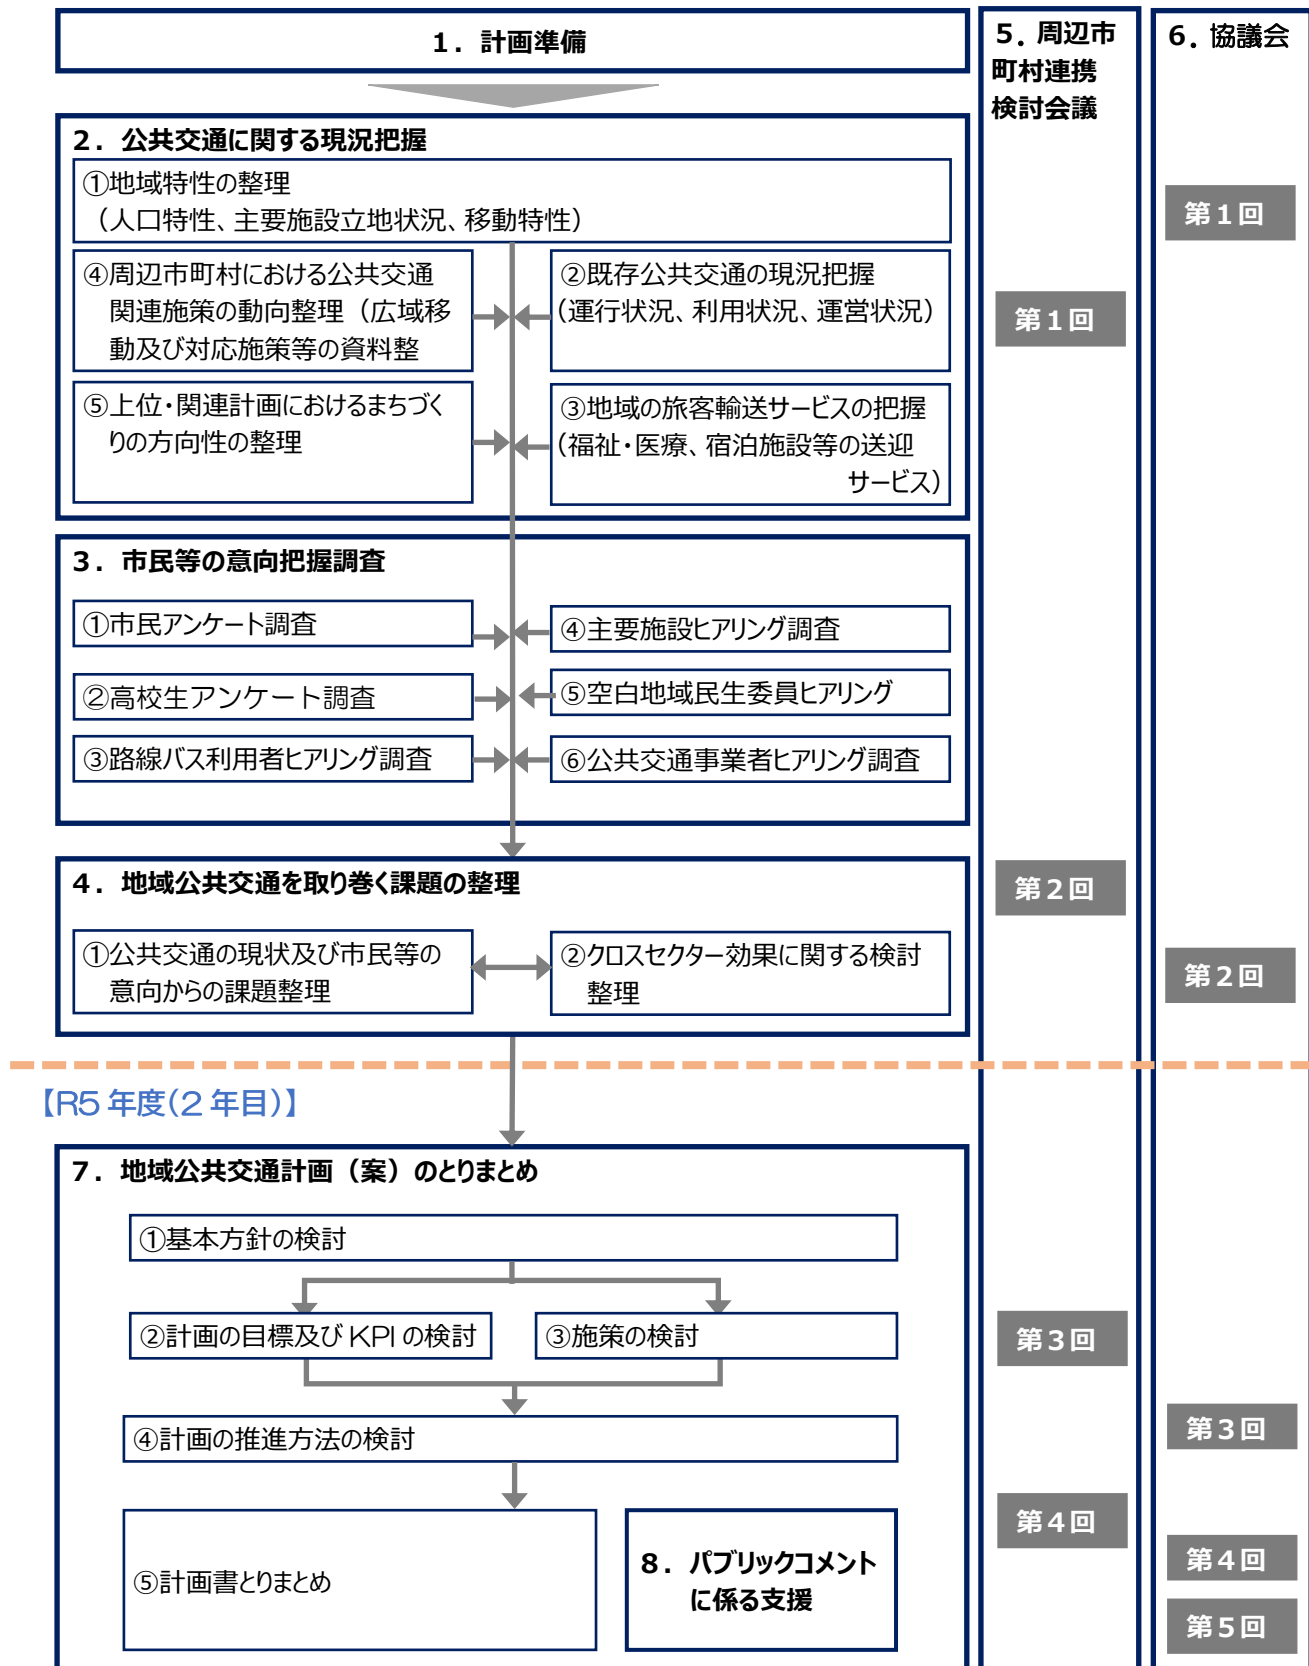 1．計画準備
2．公共交通に関する現況把握
①地域特性の整理
（人口特性、主要施設立地状況、移動特性）
④周辺市町村における公共交通
関連施策の動向整理（広域移
動及び対応施策等の資料整
②既存公共交通の現況把握
（運行状況、利用状況、運営状況）
⑤上位・関連計画におけるまちづく
りの方向性の整理
③地域の旅客輸送サービスの把握
（福祉・医療、宿泊施設等の送迎
サービス）
3．市民等の意向把握調査
①市民アンケート調査
④主要施設ヒアリング調査
②高校生アンケート調査
⑤空白地域民生委員ヒアリング
③路線バス利用者ヒアリング調査
⑥公共交通事業者ヒアリング調査
4．地域公共交通を取り巻く課題の整理
①公共交通の現状及び市民等の
意向からの課題整理
②クロスセクター効果に関する検討
整理
【R5年度(2年目)】
7．地域公共交通計画（案）のとりまとめ
①基本方針の検討
②計画の目標及びKPIの検討
③施策の検討
④計画の推進方法の検討
⑤計画書とりまとめ
8．パブリックコメント
に係る支援
5．周辺市
町村連携
検討会議
第1回
第2回
第3回
第4回
6．協議会
第1回
第2回
第3回
第4回
第5回